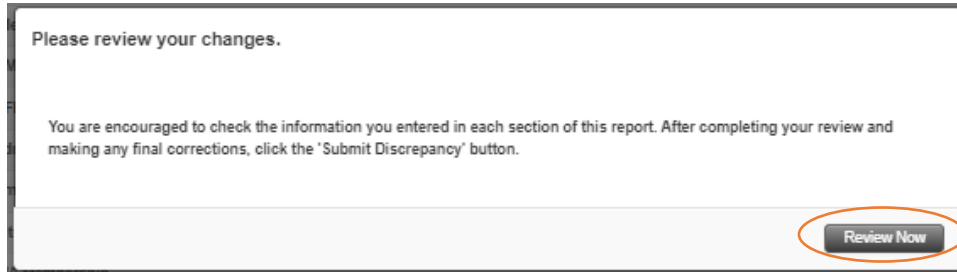 Please review your changes.
You are encouraged to check the information you entered in each section of this report. After completing your review and
making any final corrections, click the 'Submit Discrepancy' button.
Review Now